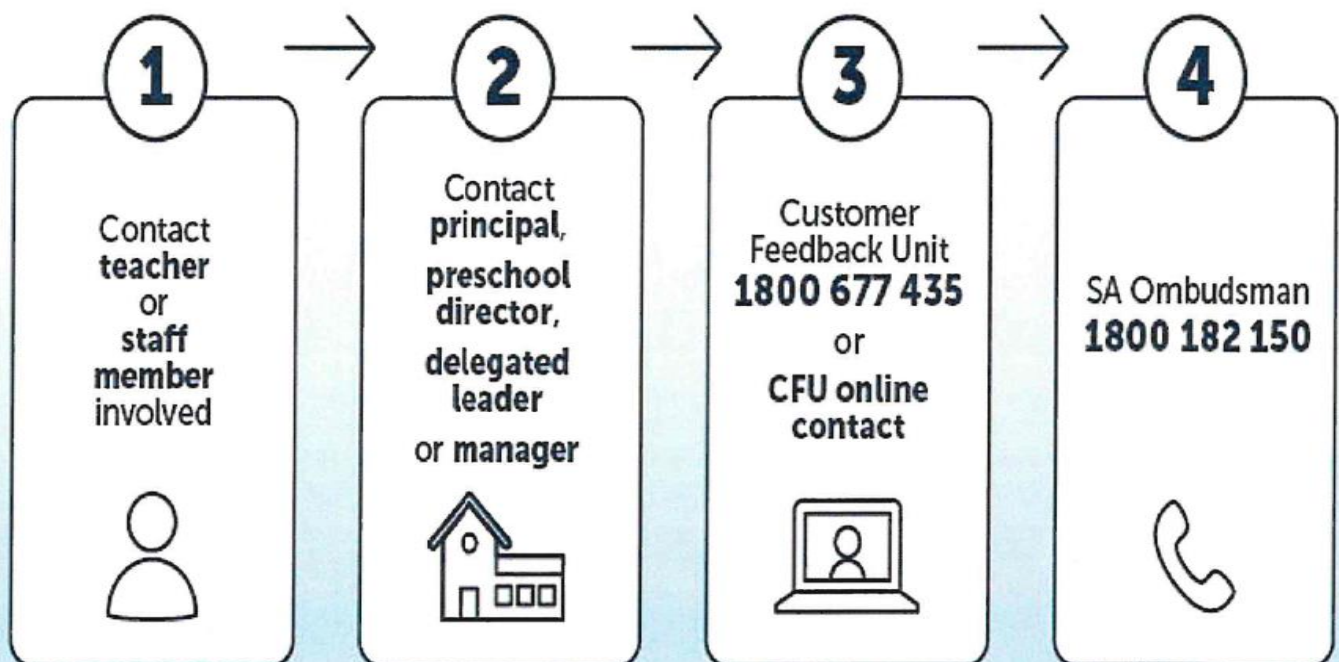 1
Contact
teacher
or
staff
member
involved
2
Contact
principal,
preschool
director,
delegated
leader
or manager
3
Customer
Feedback Unit
1800 677 435
or
CFU online
contact
4
SA Ombudsman
1800 182 150